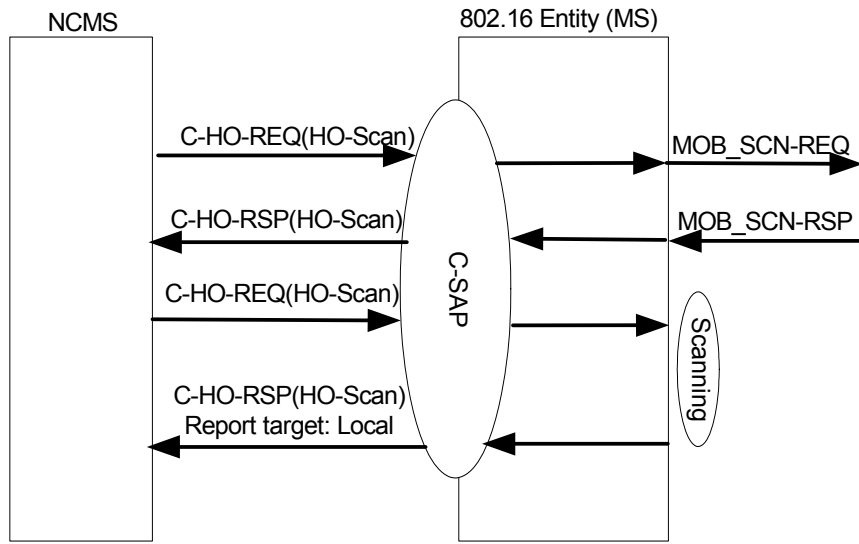 NCMS
802.16 Entity (MS)
C-HO-REQ(HO-Scan)
MOB_SCN-REQ
C-HO-RSP(HO-Scan)
MOB_SCN-RSP
C-SAP
C-HO-REQ(HO-Scan)
Scanning
C-HO-RSP(HO-Scan)
Report target: Local